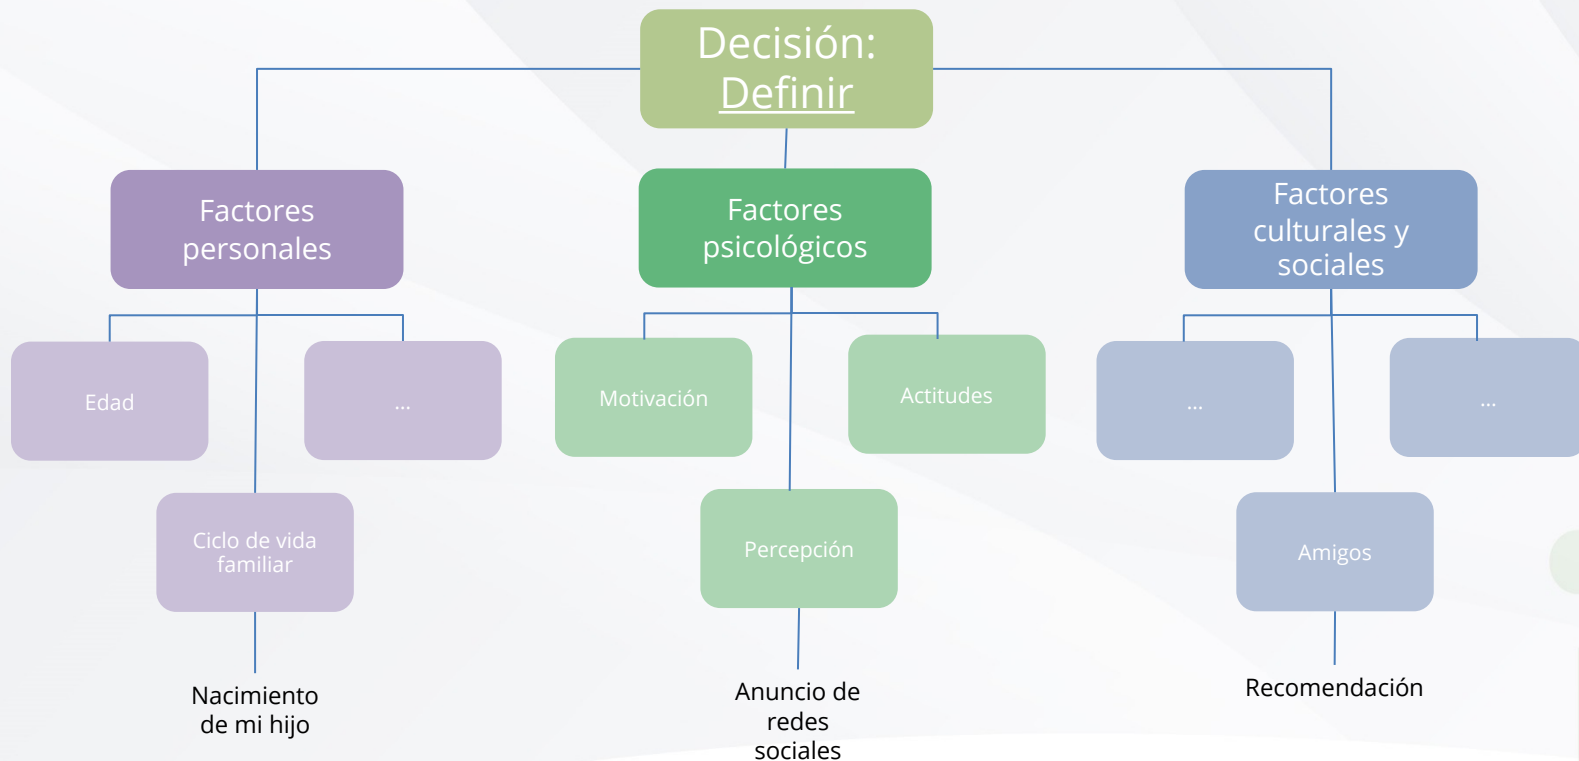 Decisión:
Definir
Factores
personales
Factores
psicológicos
Factores
culturales y
sociales
Edad
...
Motivación
Actitudes
...
...
Ciclo de vida
familiar
Percepción
Amigos
Nacimiento
de mi hijo
Anuncio de
redes
sociales
Recomendación